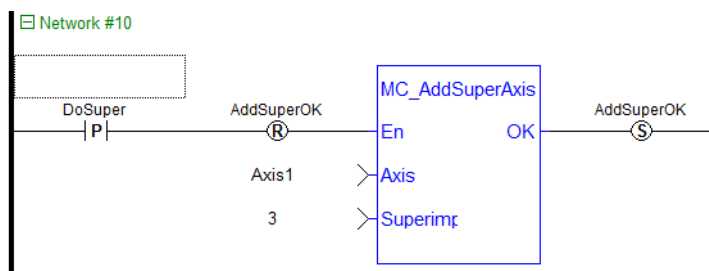 Network #10
MC_AddSuperAxis
DoSuper AddSuperOK AddSuperOK
P R En OK S
Axis1 Axis
3 Superimp